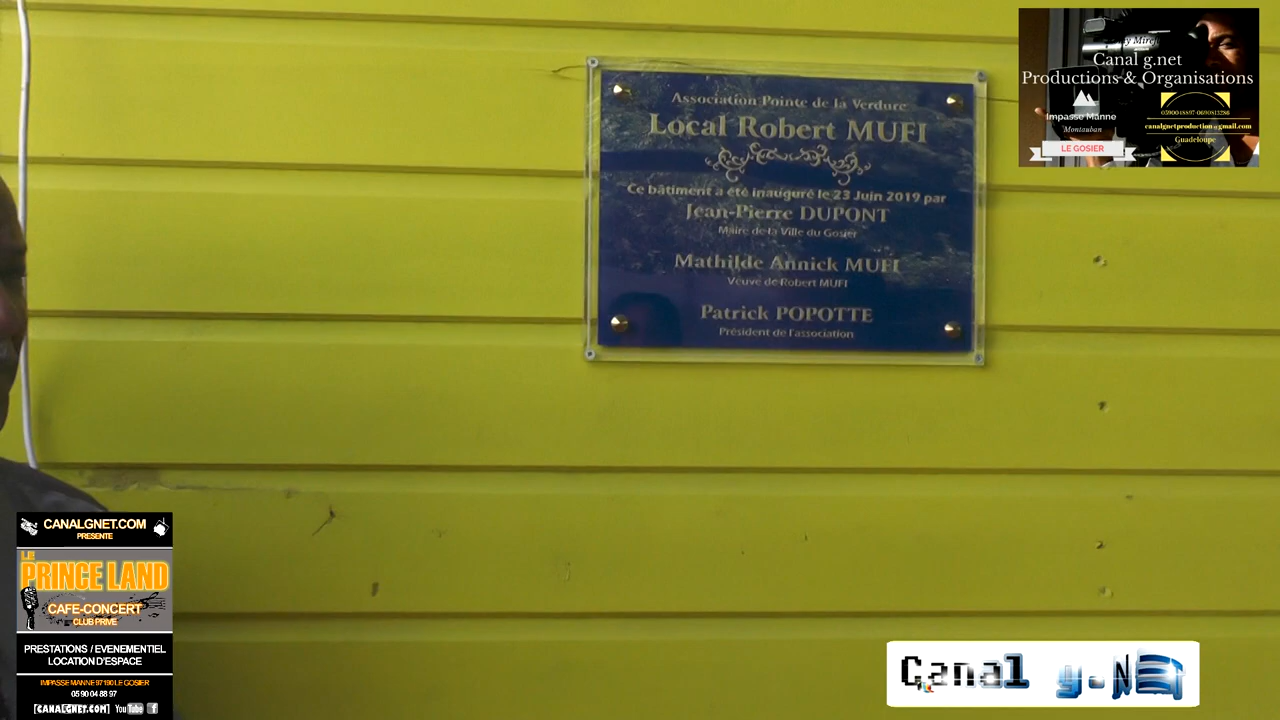 Association Pointe de la Verdure
Local Robert MUFI
Ce bâtiment a été inauguré le 23 Juin 2019 par
Jean-Pierre DUPONT
Maire de la Ville du Gosier
Mathilde Annick MUFI
Veuve de Robert MUFI
Patrick POPOTTE
Président de l'association
Canal g.net
Productions & Organisations
Impasse Manne
Montauban
LE GOSIER
canalgnetproduction@gmail.com
Guadeloupe
CANALGNET.COM
PRESENTE
LE
PRINCE LAND
CAFE-CONCERT
CLUB PRIVE
PRESTATIONS / EVENEMENTIEL
LOCATION D'ESPACE
IMPASSE MANNE 97190 LE GOSIER
05 90 04 88 97
[CANALGNET.COM] YouTube f
Canal g.NET